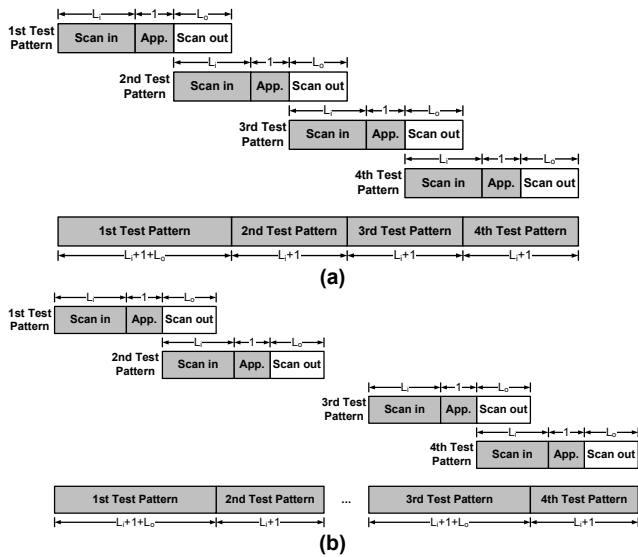 Lᵢ 1 Lₒ
1st Test Pattern Scan in App. Scan out
Lᵢ 1 Lₒ
2nd Test Pattern Scan in App. Scan out
Lᵢ 1 Lₒ
3rd Test Pattern Scan in App. Scan out
Lᵢ 1 Lₒ
4th Test Pattern Scan in App. Scan out
1st Test Pattern 2nd Test Pattern 3rd Test Pattern 4th Test Pattern
Lᵢ+1+Lₒ Lᵢ+1 Lᵢ+1 Lᵢ+1
(a)
Lᵢ 1 Lₒ
1st Test Pattern Scan in App. Scan out
Lᵢ 1 Lₒ
2nd Test Pattern Scan in App. Scan out
Lᵢ 1 Lₒ
3rd Test Pattern Scan in App. Scan out
Lᵢ 1 Lₒ
4th Test Pattern Scan in App. Scan out
1st Test Pattern 2nd Test Pattern ... 3rd Test Pattern 4th Test Pattern
Lᵢ+1+Lₒ Lᵢ+1 Lᵢ+1+Lₒ Lᵢ+1
(b)